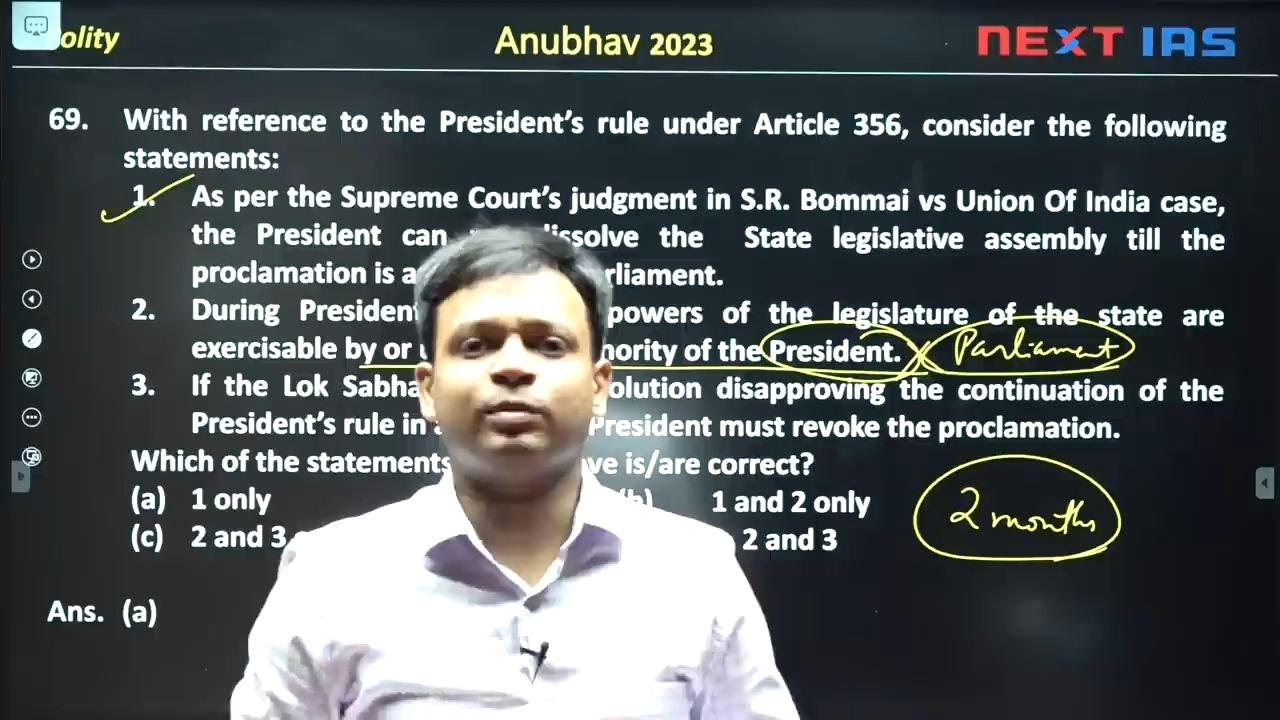 olity
Anubhav 2023
NEXT IAS
69. With reference to the President's rule under Article 356, consider the following
statements:
1. As per the Supreme Court's judgment in S.R. Bommai vs Union Of India case,
the President can dissolve the State legislative assembly till the
proclamation is a rliament.
2. During President powers of the legislature of the state are
exercisable by or hority of the President. Parliament
3. If the Lok Sabha olution disapproving the continuation of the
President's rule in President must revoke the proclamation.
Which of the statements ve is/are correct?
(a) 1 only (b) 1 and 2 only
(c) 2 and 3 2 and 3
2 months
Ans. (a)